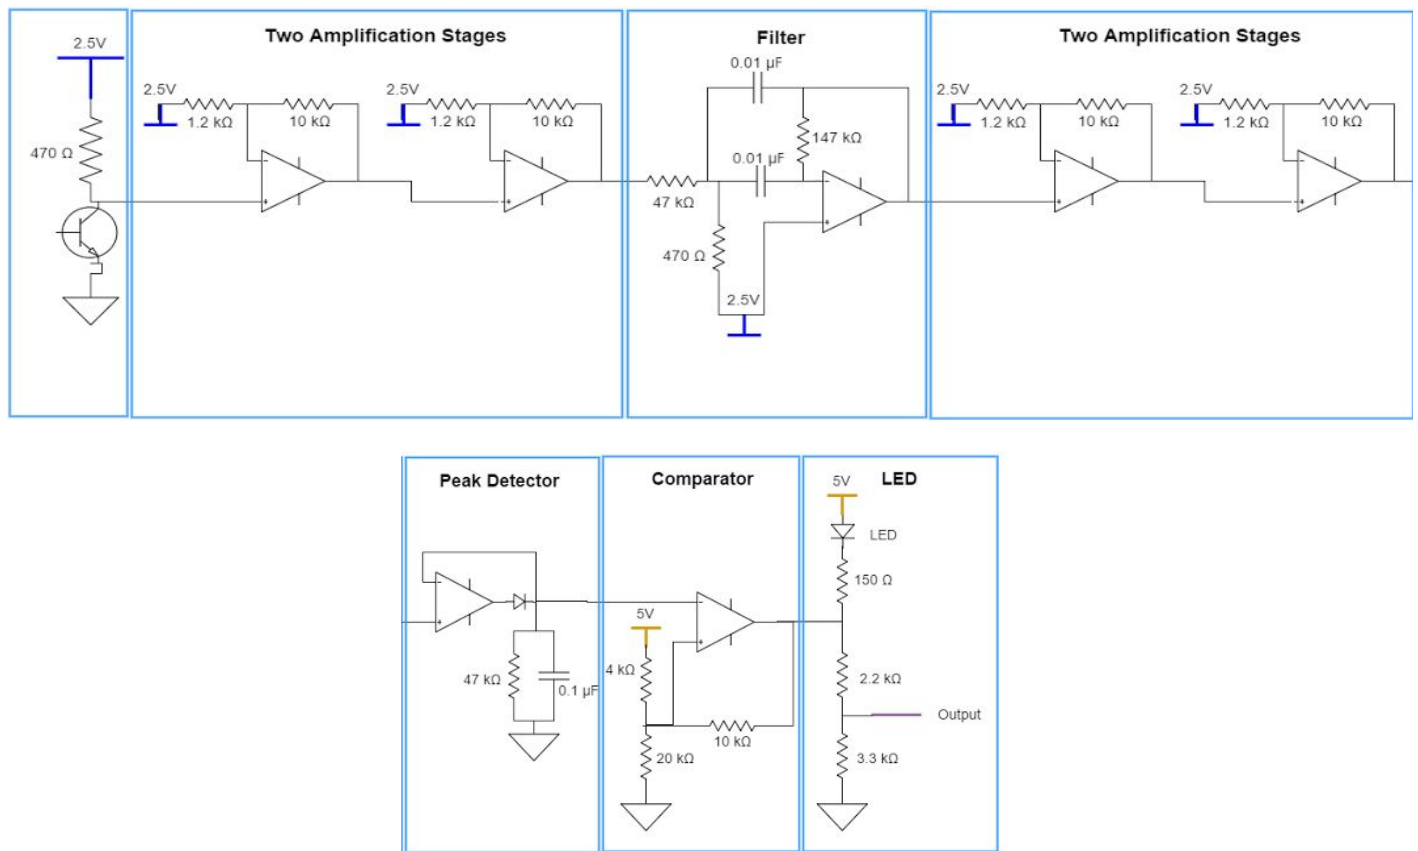 Two Amplification Stages
Filter
Two Amplification Stages
2.5V
470 Ω
2.5V
1.2 kΩ
10 kΩ
2.5V
1.2 kΩ
10 kΩ
0.01 µF
147 kΩ
0.01 µF
47 kΩ
470 Ω
2.5V
2.5V
1.2 kΩ
10 kΩ
2.5V
1.2 kΩ
10 kΩ
Peak Detector
Comparator
LED
47 kΩ
0.1 µF
5V
4 kΩ
20 kΩ
10 kΩ
5V
LED
150 Ω
2.2 kΩ
Output
3.3 kΩ